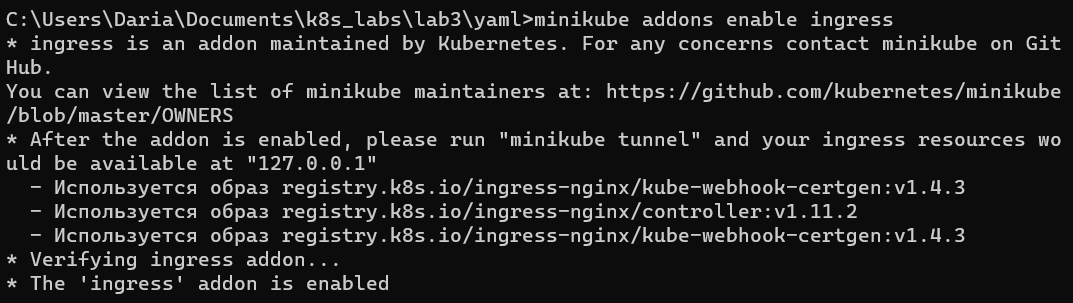 C:\Users\Daria\Documents\k8s_labs\lab3\yaml>minikube addons enable ingress
* ingress is an addon maintained by Kubernetes. For any concerns contact minikube on Git
Hub.
You can view the list of minikube maintainers at: https://github.com/kubernetes/minikube
/blob/master/OWNERS
* After the addon is enabled, please run "minikube tunnel" and your ingress resources wo
uld be available at "127.0.0.1"
  - Используется образ registry.k8s.io/ingress-nginx/kube-webhook-certgen:v1.4.3
  - Используется образ registry.k8s.io/ingress-nginx/controller:v1.11.2
  - Используется образ registry.k8s.io/ingress-nginx/kube-webhook-certgen:v1.4.3
* Verifying ingress addon...
* The 'ingress' addon is enabled